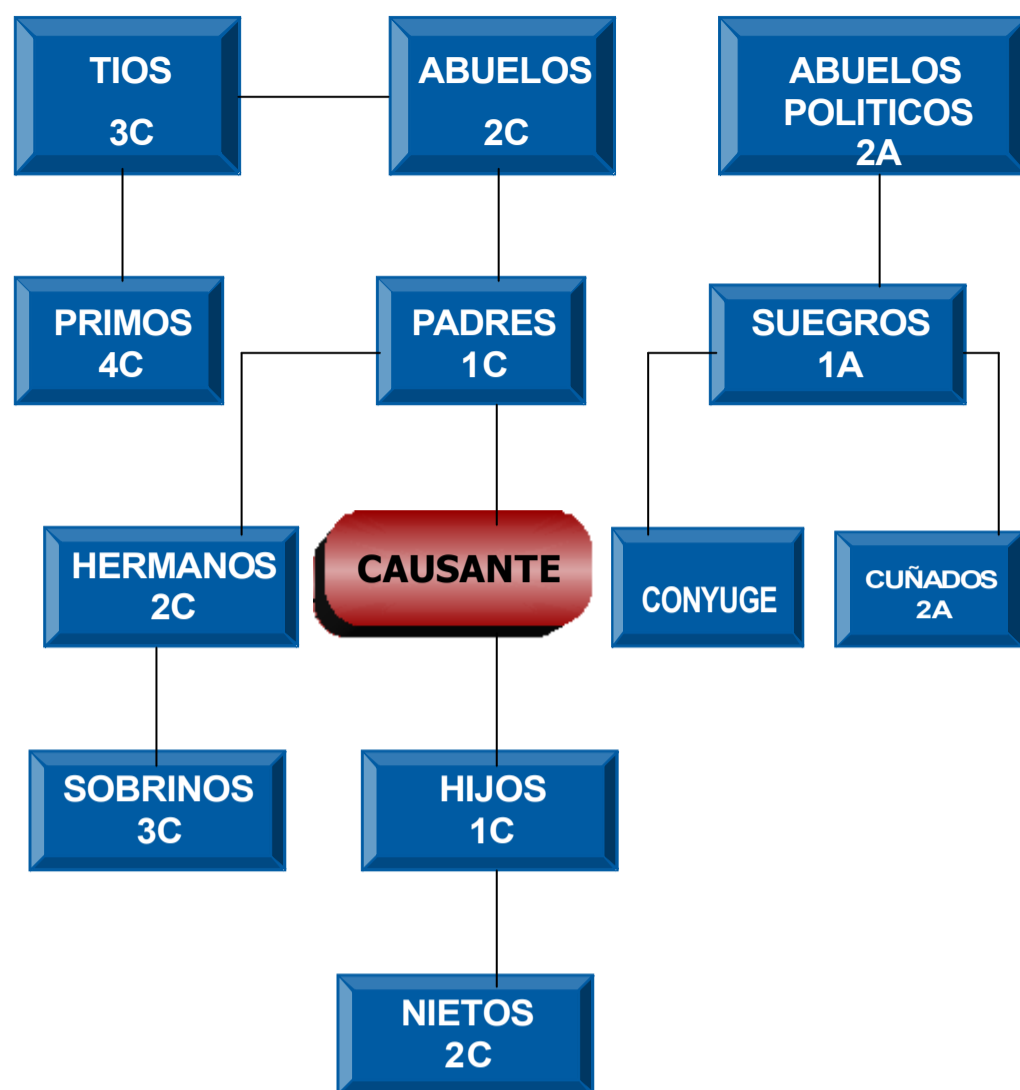 TIOS
3C
ABUELOS
2C
ABUELOS
POLITICOS
2A
PRIMOS
4C
PADRES
1C
SUEGROS
1A
HERMANOS
2C
CAUSANTE
CONYUGE
CUÑADOS
2A
SOBRINOS
3C
HIJOS
1C
NIETOS
2C